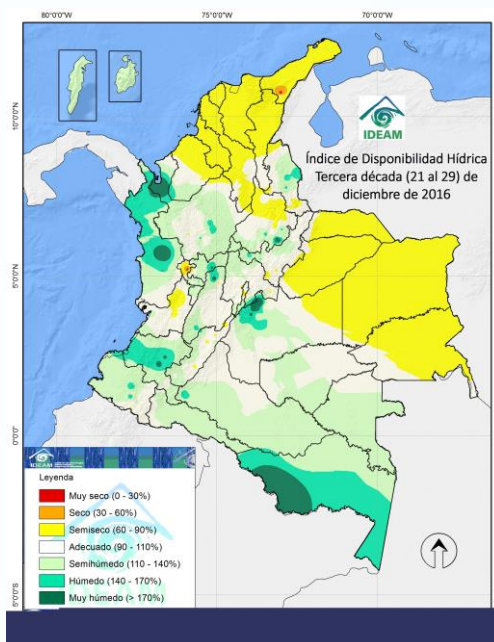 80°0'0"O
75°0'0"O
70°0'0"O
10°0'0"N
5°0'0"N
0°0'0"
5°0'0"S
IDEAM
Índice de Disponibilidad Hídrica
Tercera década (21 al 29) de
diciembre de 2016
IDEAM
Leyenda
Muy seco (0 - 30%)
Seco (30 - 60%)
Semiseco (60 - 90%)
Adecuado (90 - 110%)
Semihúmedo (110 - 140%)
Húmedo (140 - 170%)
Muy húmedo (> 170%)